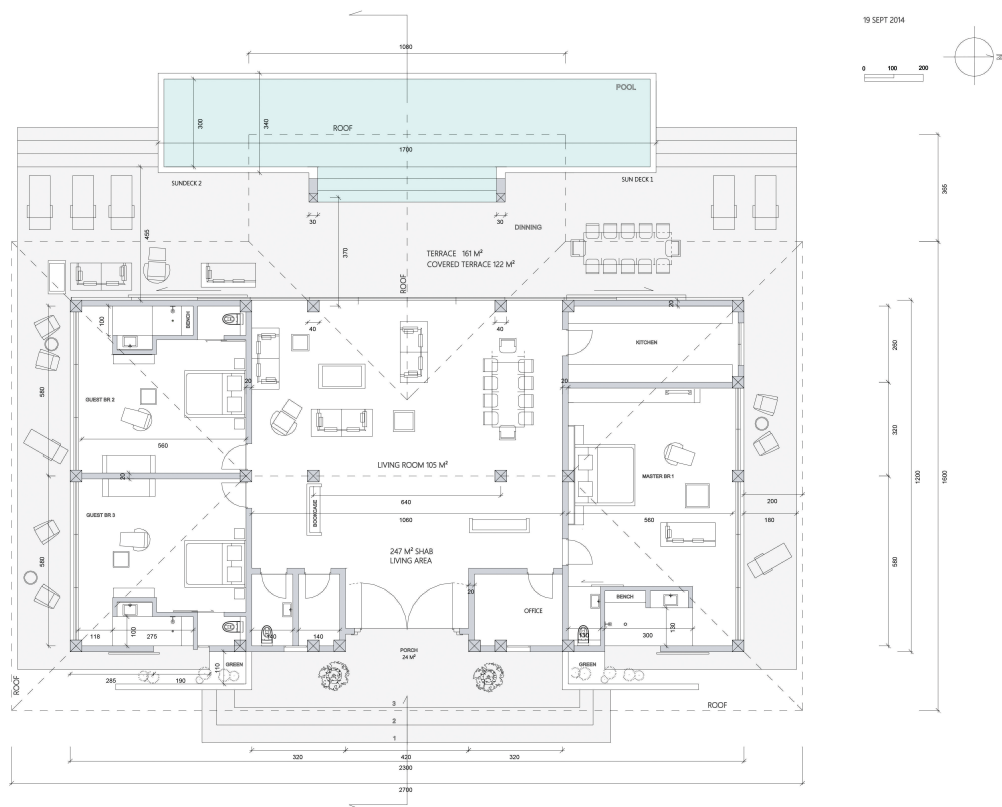 19 SEPT 2014
0 100 200
1080
POOL
300
340
ROOF
1700
SUNDECK 2
SUN DECK 1
30
30
DINNING
455
370
365
TERRACE 161 M²
COVERED TERRACE 122 M²
ROOF
20
100
BENCH
40
40
KITCHEN
260
20
20
GUEST BR 2
580
560
320
LIVING ROOM 105 M²
20
MASTER BR 1
1200
1600
BOOKCASE
640
200
GUEST BR 3
1060
560
160
580
247 M² SHAB
LIVING AREA
560
20
BENCH
OFFICE
118
100
275
140
140
130
300
130
PORCH
24 M²
GREEN
110
GREEN
285
190
ROOF
3
ROOF
2
1
320
420
320
2300
2700